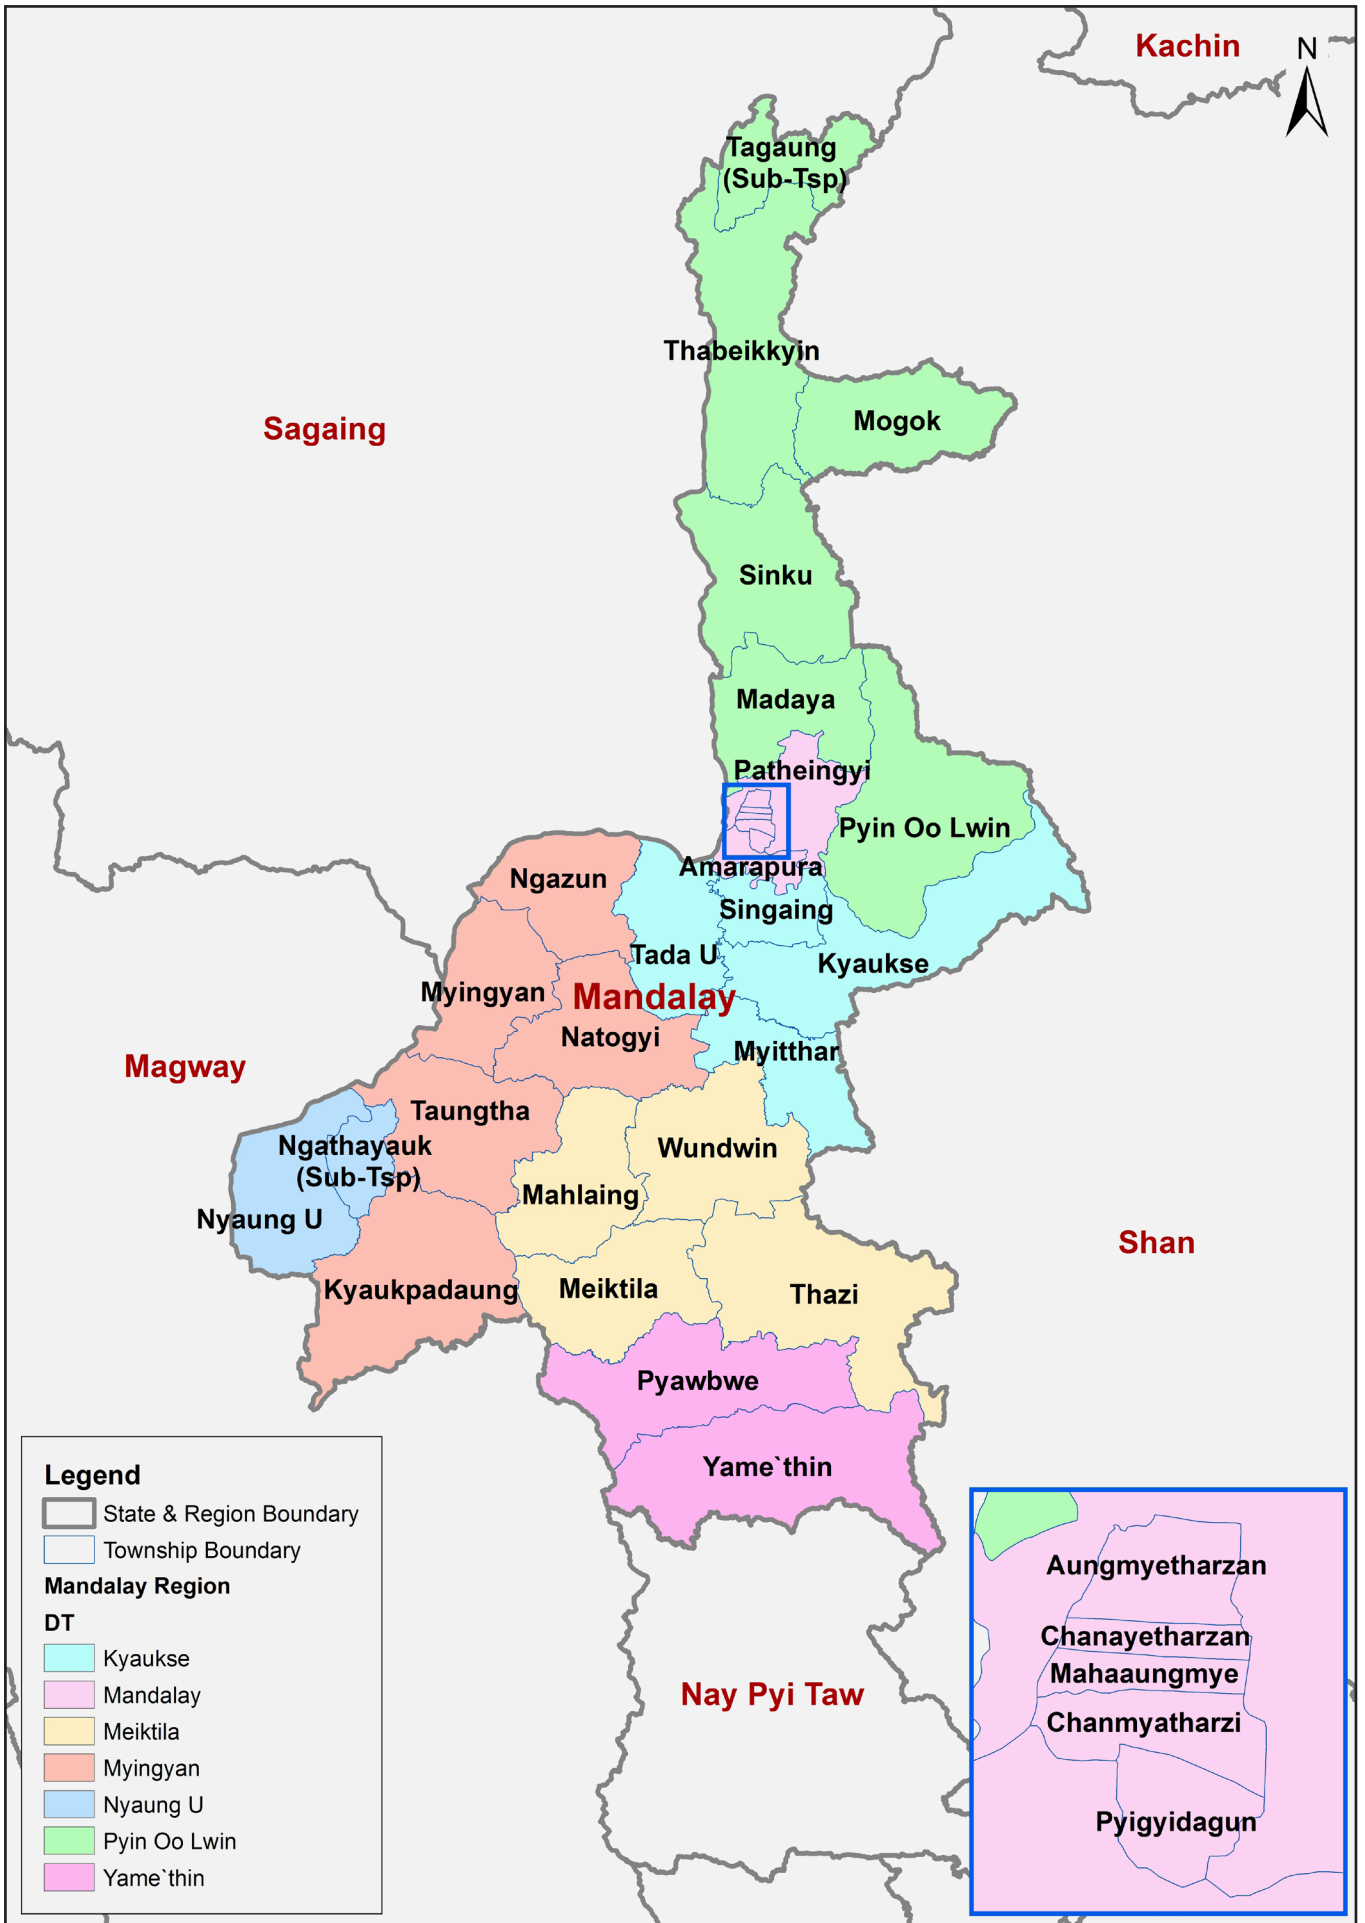 Kachin
N
Tagaung
(Sub-Tsp)
Thabeikkyin
Mogok
Sagaing
Sinku
Madaya
Patheingyi
Pyin Oo Lwin
Amarapura
Ngazun
Singaing
Tada U
Kyaukse
Myingyan
Mandalay
Natogyi
Myitthar
Magway
Taungtha
Ngathayauk
(Sub-Tsp)
Wundwin
Mahlaing
Nyaung U
Shan
Kyaukpadaung
Meiktila
Thazi
Pyawbwe
Yame`thin
Nay Pyi Taw
Legend
State & Region Boundary
Township Boundary
Mandalay Region
DT
Kyaukse
Mandalay
Meiktila
Myingyan
Nyaung U
Pyin Oo Lwin
Yame`thin
Aungmyetharzan
Chanayetharzan
Mahaaungmye
Chanmyatharzi
Pyigyidagun